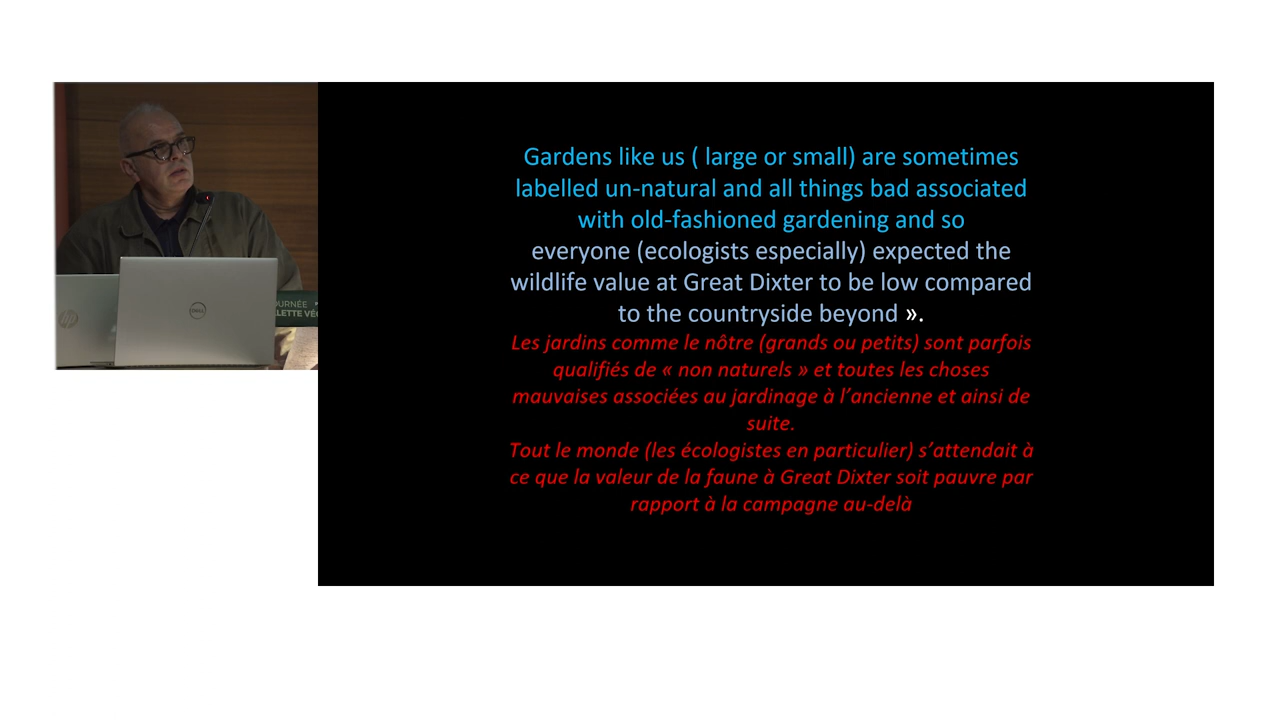 Gardens like us ( large or small) are sometimes
labelled un-natural and all things bad associated
with old-fashioned gardening and so
everyone (ecologists especially) expected the
wildlife value at Great Dixter to be low compared
to the countryside beyond ».
Les jardins comme le nôtre (grands ou petits) sont parfois
qualifiés de « non naturels » et toutes les choses
mauvaises associées au jardinage à l’ancienne et ainsi de
suite.
Tout le monde (les écologistes en particulier) s’attendait à
ce que la valeur de la faune à Great Dixter soit pauvre par
rapport à la campagne au-delà
hp
DELL